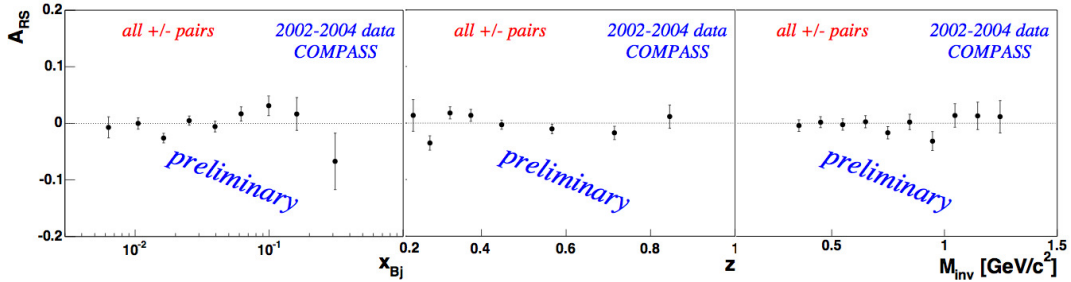 A_RS
0.2
0.1
0
-0.1
-0.2
all +/- pairs
2002-2004 data
COMPASS
preliminary
10^-2
10^-1
x_Bj
all +/- pairs
2002-2004 data
COMPASS
preliminary
0.2
0.4
0.6
0.8
1
z
all +/- pairs
2002-2004 data
COMPASS
preliminary
0.5
1
1.5
M_inv [GeV/c^2]